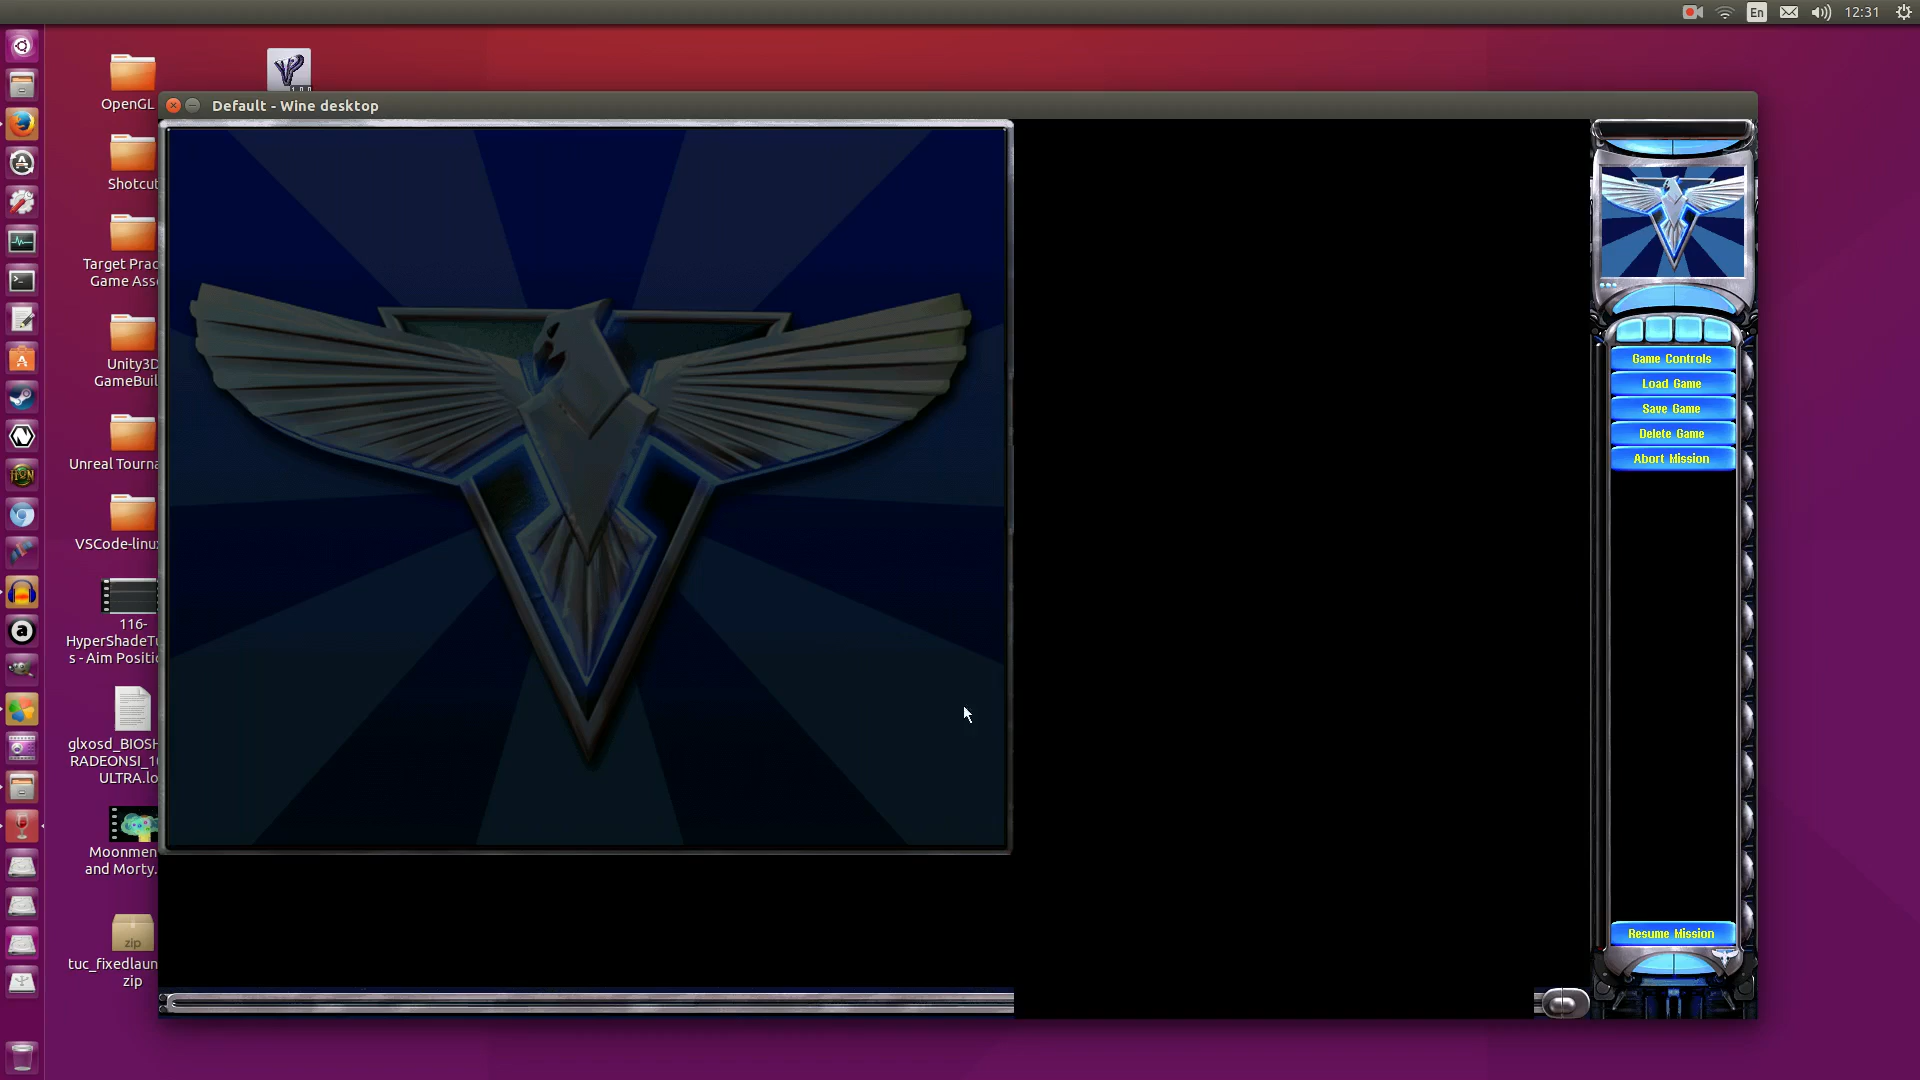 En
12:31
OpenGL
Default - Wine desktop
Shotcut
Target Prac
Game Asse
Unity3D
GameBuil
Unreal Tourna
VSCode-linu
116-
HyperShadeTu
s - Aim Positio
glxosd_BIOSH
RADEONSI_1
ULTRA.lo
Moonmen
and Morty.
zip
tuc_fixedlaun
zip
Game Controls
Load Game
Save Game
Delete Game
Abort Mission
Resume Mission